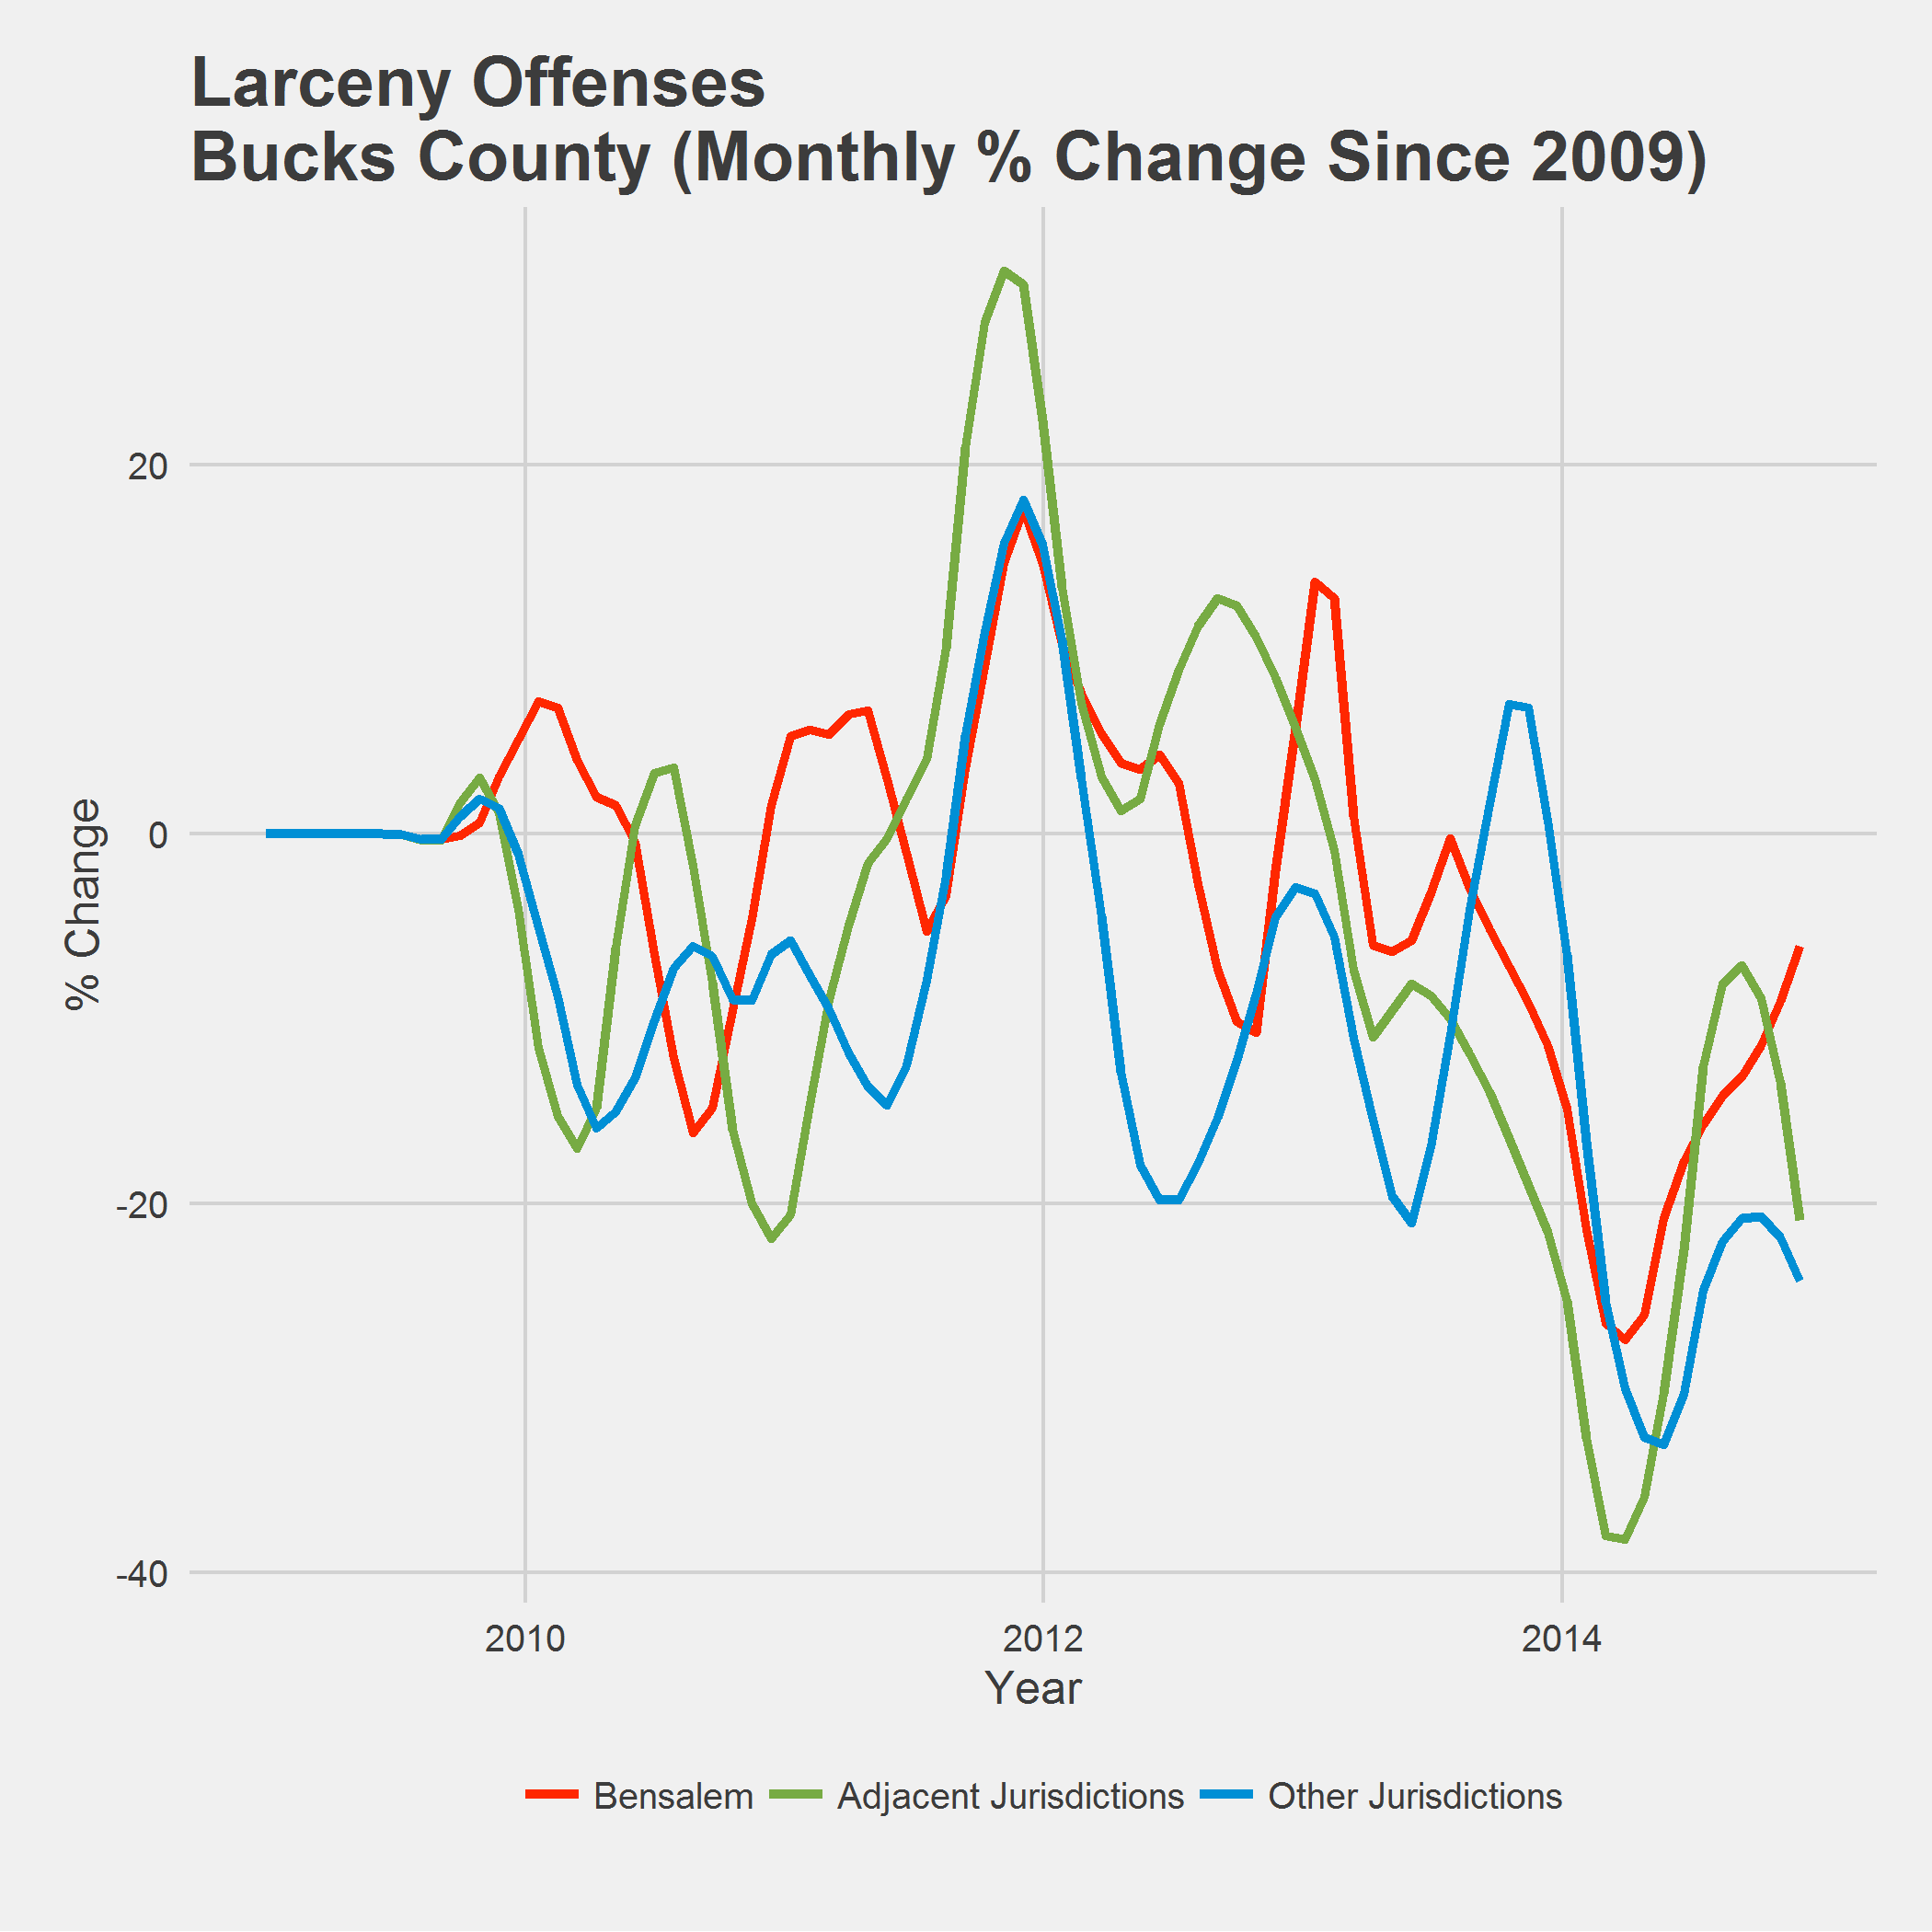 Larceny Offenses
Bucks County (Monthly % Change Since 2009)
% Change
20
0
-20
-40
2010 2012 2014
Year
Bensalem Adjacent Jurisdictions Other Jurisdictions